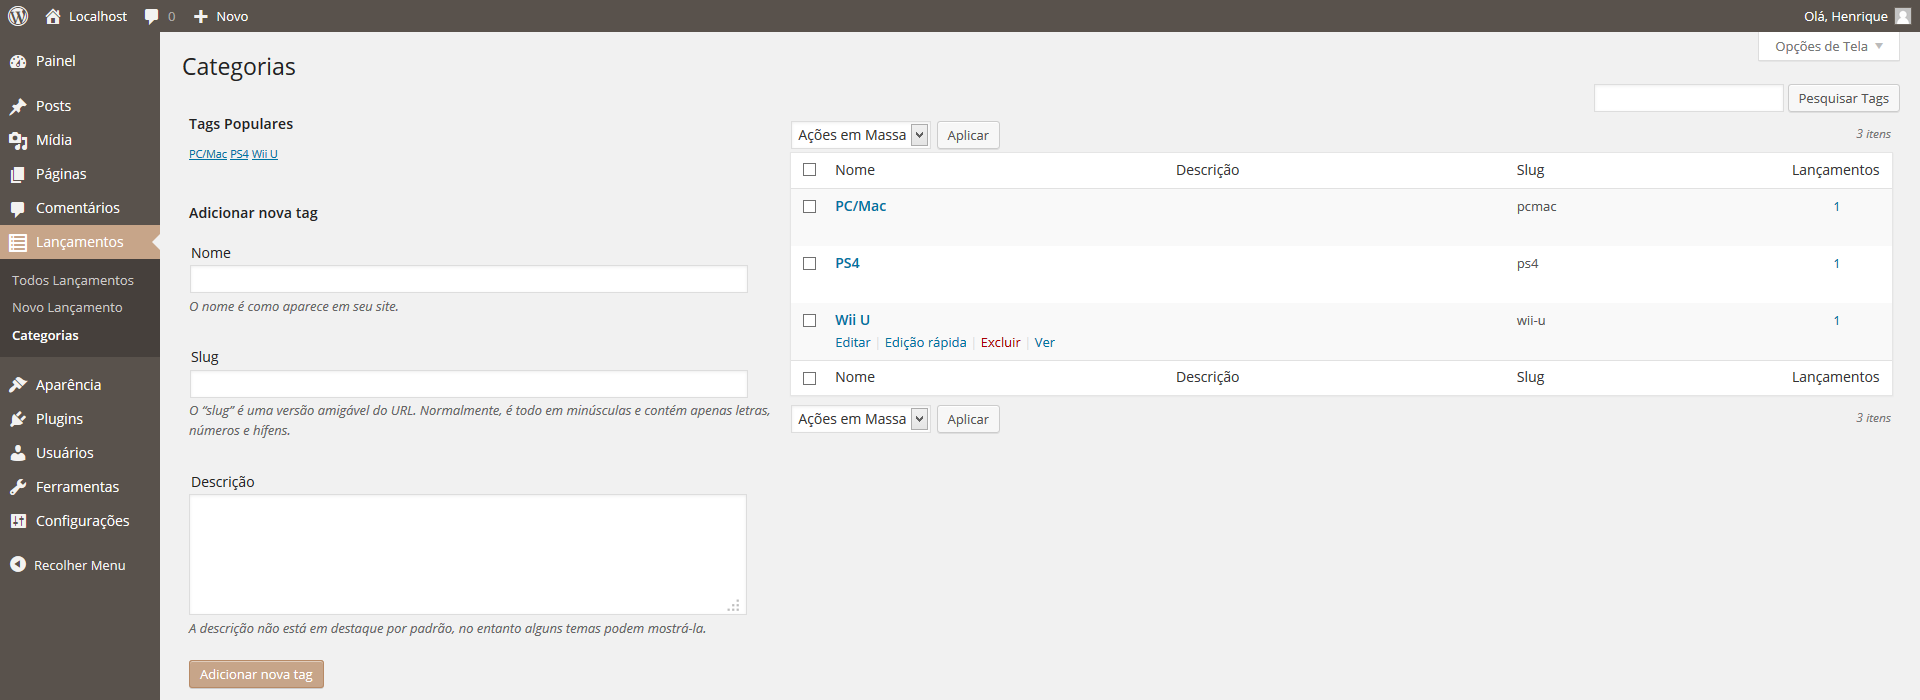 Localhost 0 Novo Olá, Henrique
Opções de Tela
Painel
Posts
Mídia
Páginas
Comentários
Lançamentos
Todos Lançamentos
Novo Lançamento
Categorias
Aparência
Plugins
Usuários
Ferramentas
Configurações
Recolher Menu
Categorias
Tags Populares
PC/Mac PS4 Wii U
Adicionar nova tag
Nome
O nome é como aparece em seu site.
Slug
O “slug” é uma versão amigável do URL. Normalmente, é todo em minúsculas e contém apenas letras,
números e hífens.
Descrição
A descrição não está em destaque por padrão, no entanto alguns temas podem mostrá-la.
Adicionar nova tag
Pesquisar Tags
Ações em Massa Aplicar 3 itens
Nome Descrição Slug Lançamentos
PC/Mac pcmac 1
PS4 ps4 1
Wii U wii-u 1
Editar | Edição rápida | Excluir | Ver
Nome Descrição Slug Lançamentos
Ações em Massa Aplicar 3 itens